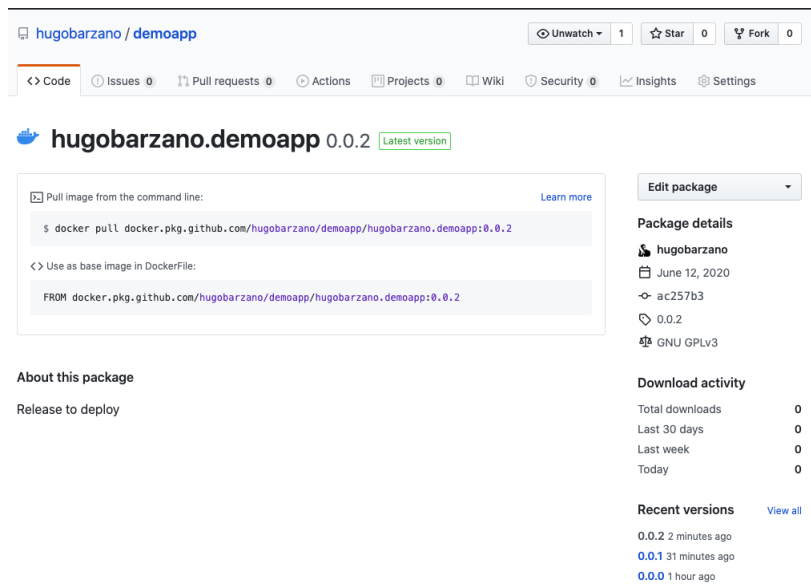 hugobarzano / demoapp
Unwatch 1 Star 0 Fork 0
Code Issues 0 Pull requests 0 Actions Projects 0 Wiki Security 0 Insights Settings
hugobarzano.demoapp 0.0.2 Latest version
Pull image from the command line: Learn more
$ docker pull docker.pkg.github.com/hugobarzano/demoapp/hugobarzano.demoapp:0.0.2
<> Use as base image in DockerFile:
FROM docker.pkg.github.com/hugobarzano/demoapp/hugobarzano.demoapp:0.0.2
About this package
Release to deploy
Edit package
Package details
hugobarzano
June 12, 2020
ac257b3
0.0.2
GNU GPLv3
Download activity
Total downloads 0
Last 30 days 0
Last week 0
Today 0
Recent versions View all
0.0.2 2 minutes ago
0.0.1 31 minutes ago
0.0.0 1 hour ago